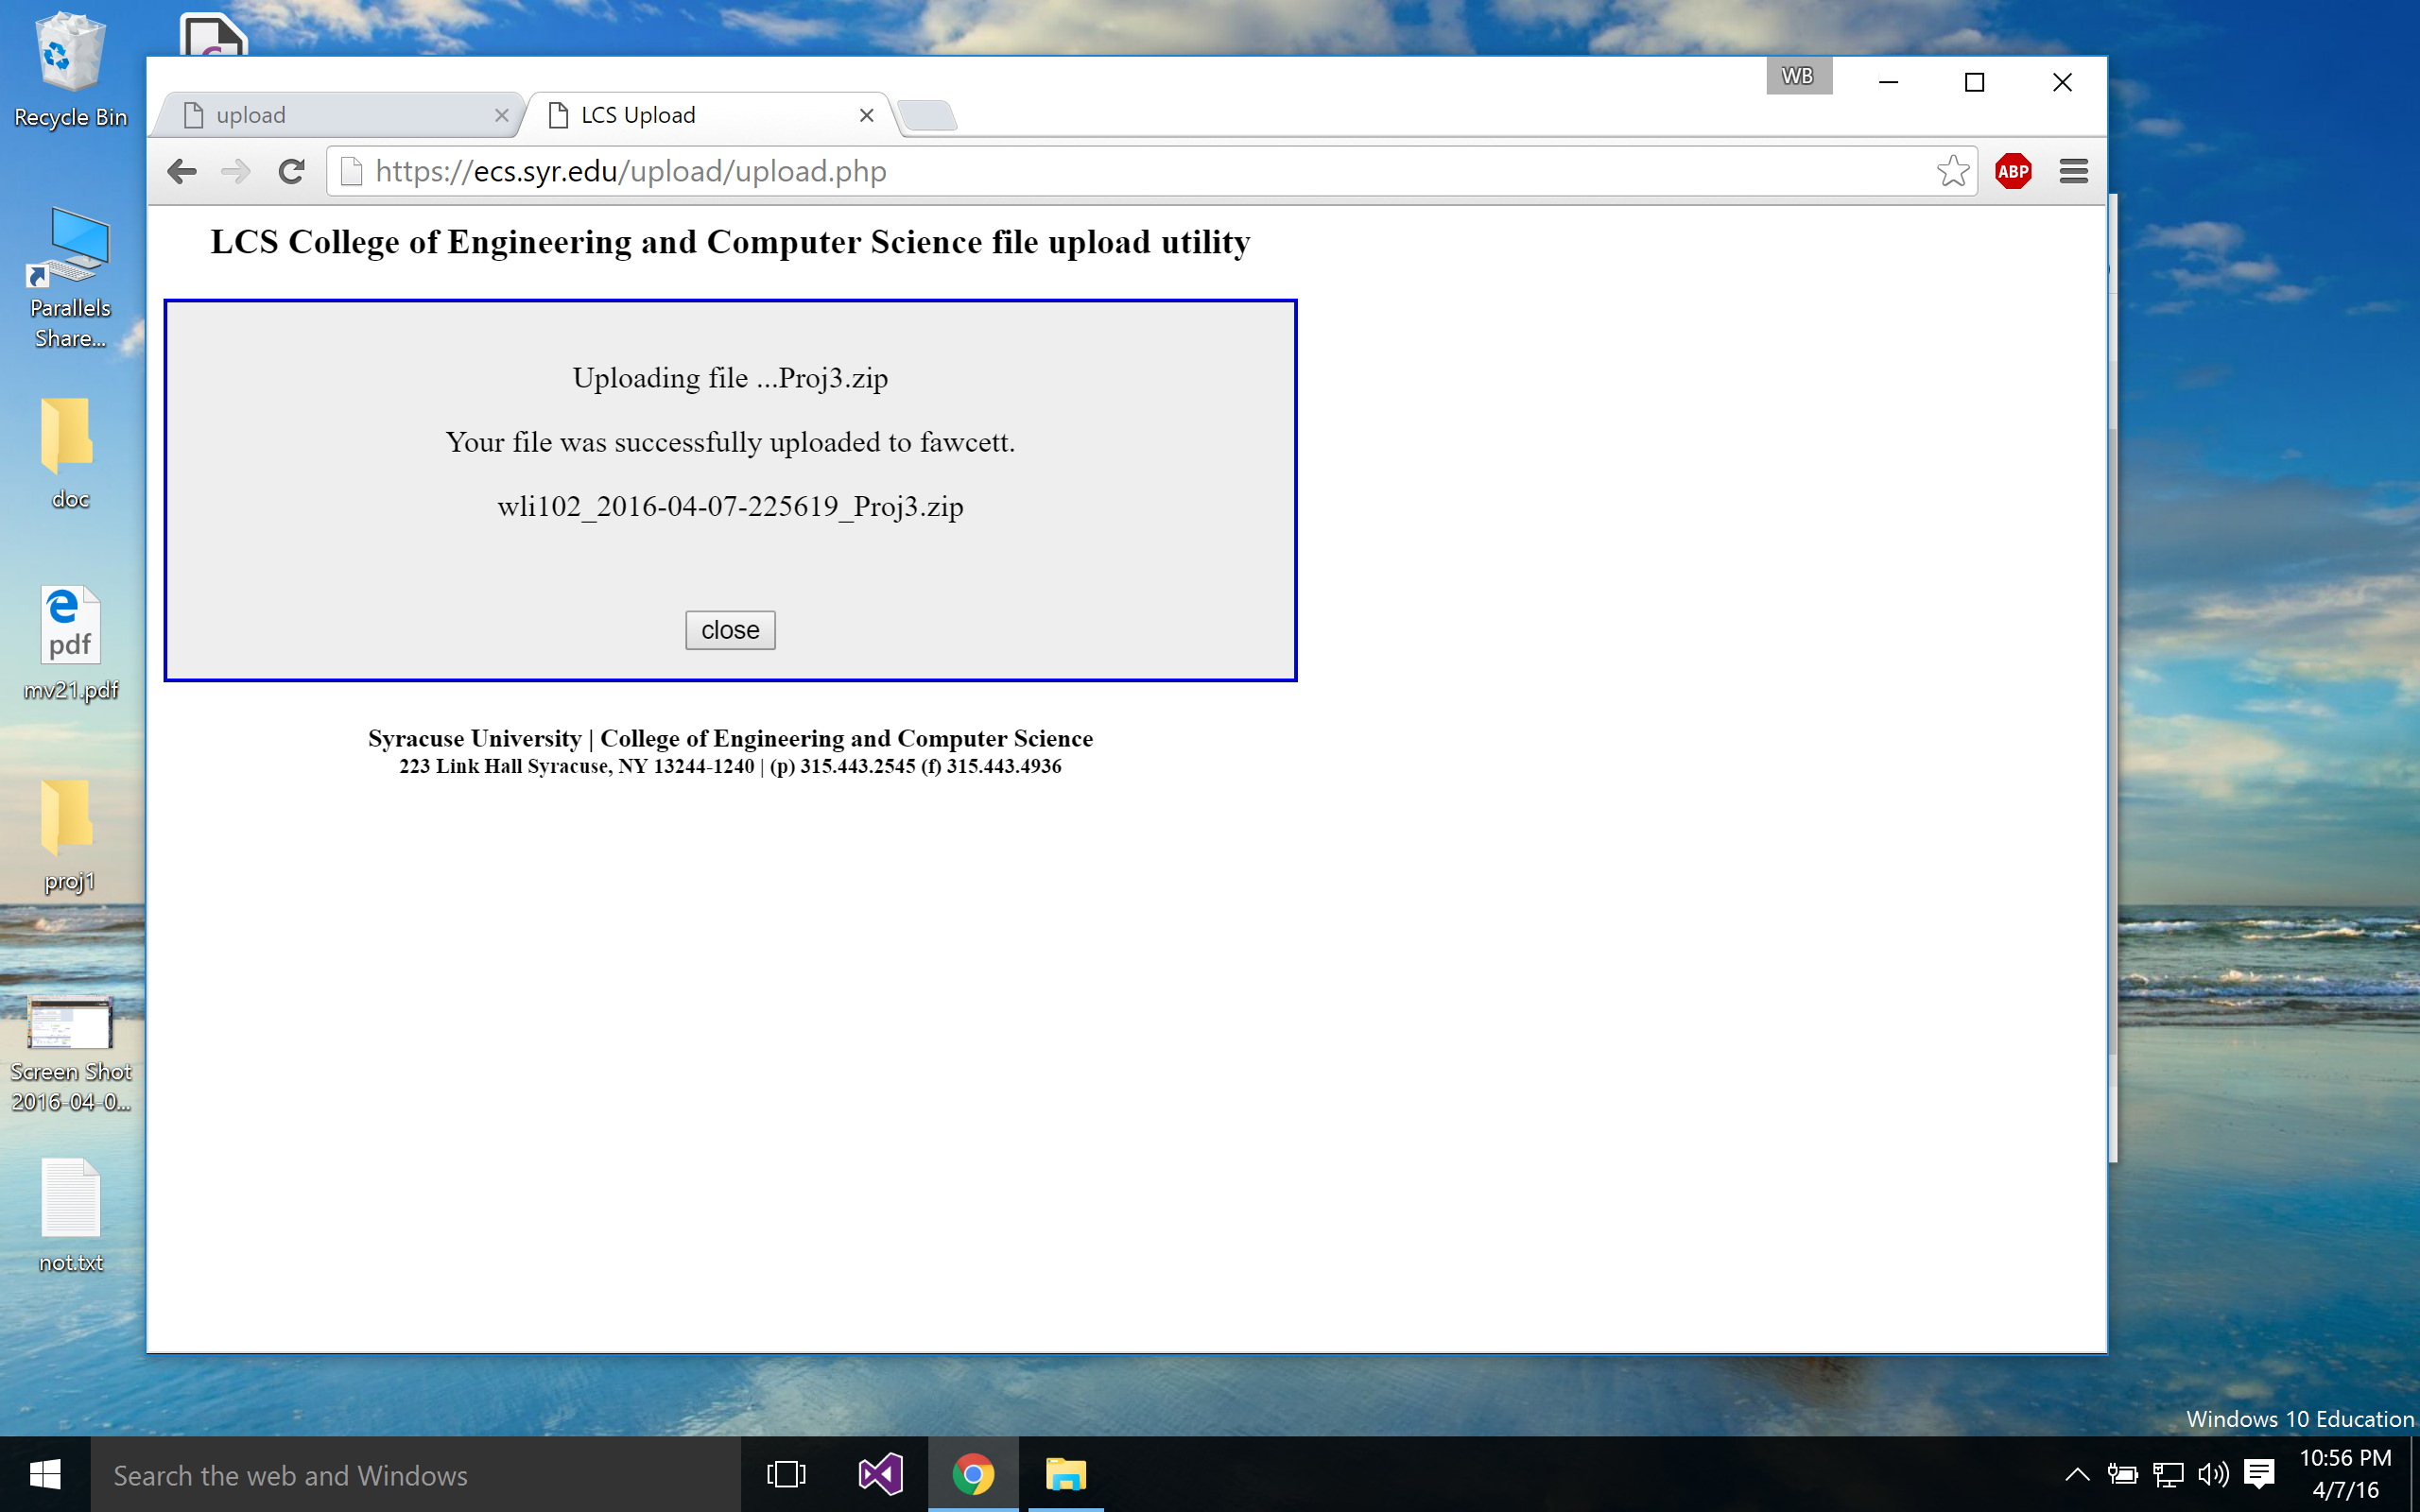 Recycle Bin
Parallels
Share...
doc
pdf
mv21.pdf
proj1
Screen Shot
2016-04-0...
not.txt
WB
upload
LCS Upload
https://ecs.syr.edu/upload/upload.php
ABP
LCS College of Engineering and Computer Science file upload utility
Uploading file ...Proj3.zip
Your file was successfully uploaded to fawcett.
wli102_2016-04-07-225619_Proj3.zip
close
Syracuse University | College of Engineering and Computer Science
223 Link Hall Syracuse, NY 13244-1240 | (p) 315.443.2545 (f) 315.443.4936
Windows 10 Education
Search the web and Windows
10:56 PM
4/7/16